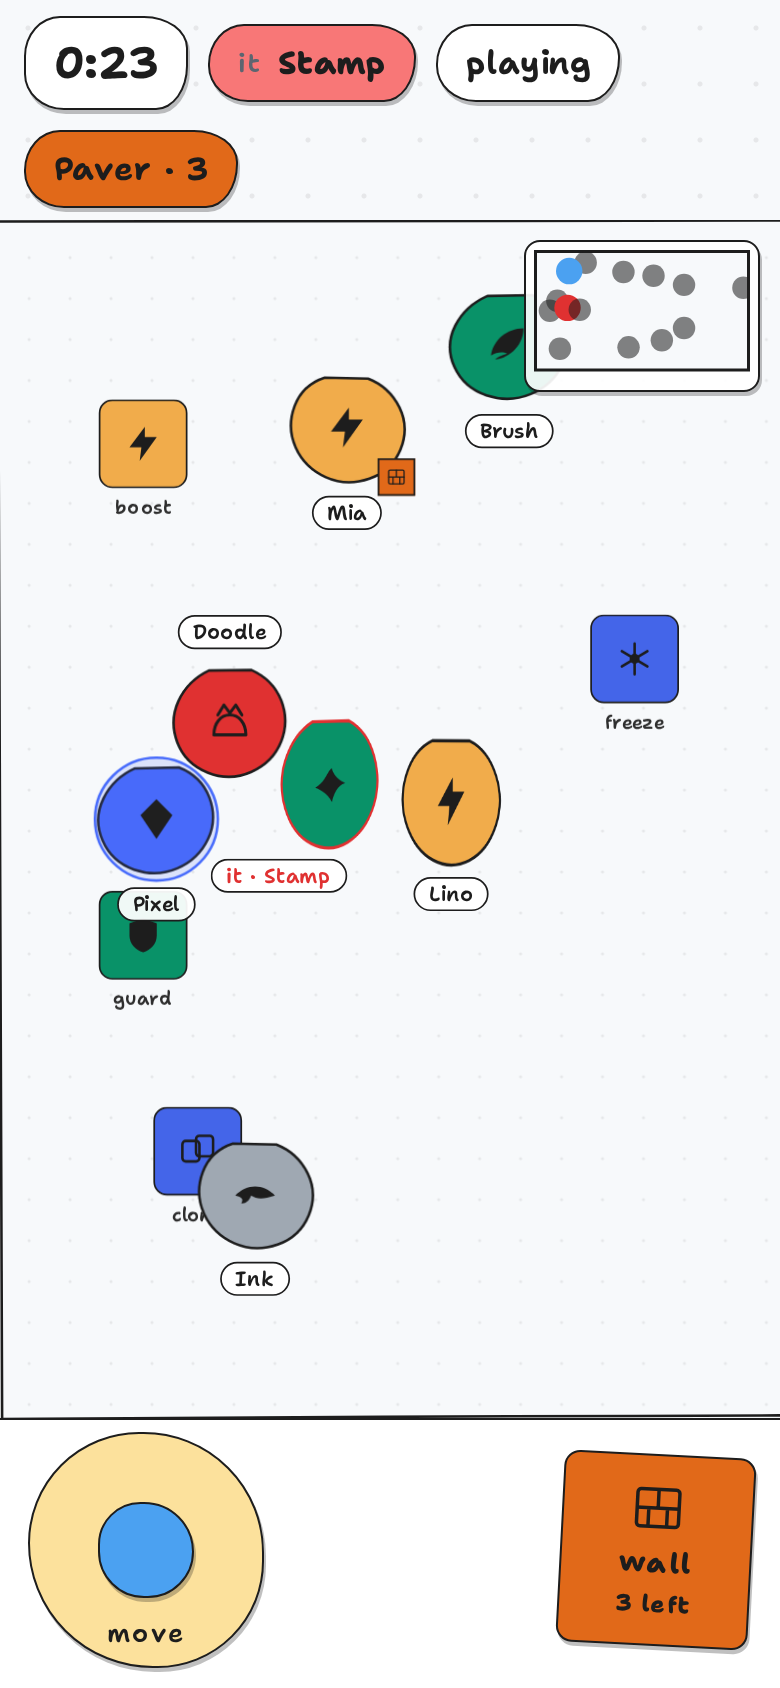 0:23
it Stamp
playing
Paver · 3
Brush
boost
Mia
Doodle
freeze
it · Stamp
Lino
Pixel
guard
Ink
move
wall
3 left